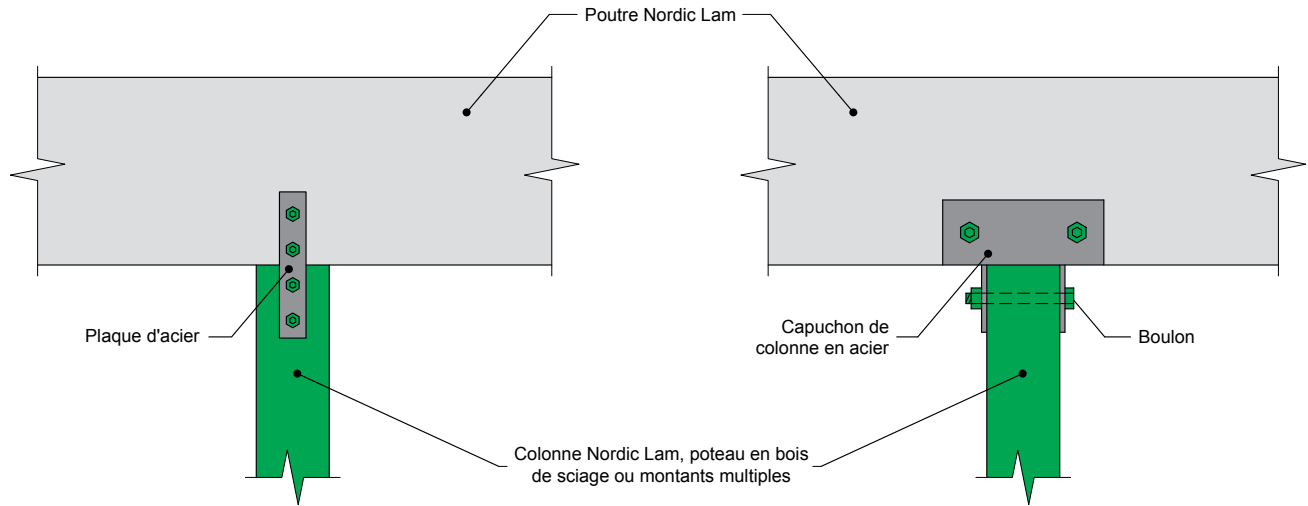 Poutre Nordic Lam
Plaque d'acier
Capuchon de
colonne en acier
Boulon
Colonne Nordic Lam, poteau en bois
de sciage ou montants multiples